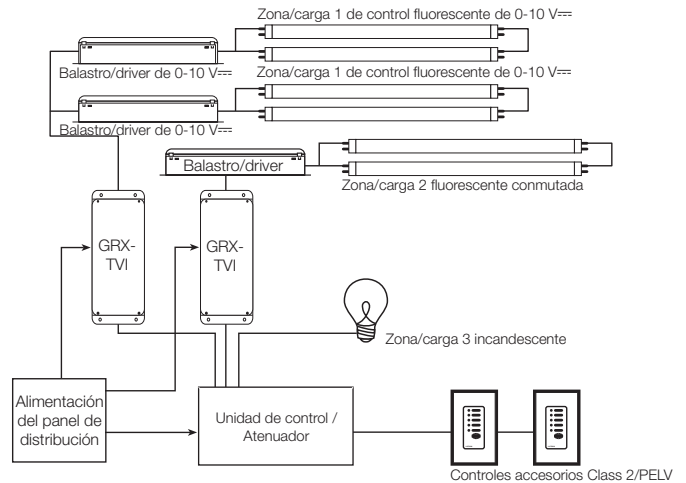 Zona/carga 1 de control fluorescente de 0-10 V⎓
Balastro/driver de 0-10 V⎓
Zona/carga 1 de control fluorescente de 0-10 V⎓
Balastro/driver de 0-10 V⎓
Balastro/driver
Zona/carga 2 fluorescente conmutada
GRX-
TVI
GRX-
TVI
Zona/carga 3 incandescente
Alimentación
del panel de
distribución
Unidad de control /
Atenuador
Controles accesorios Class 2/PELV